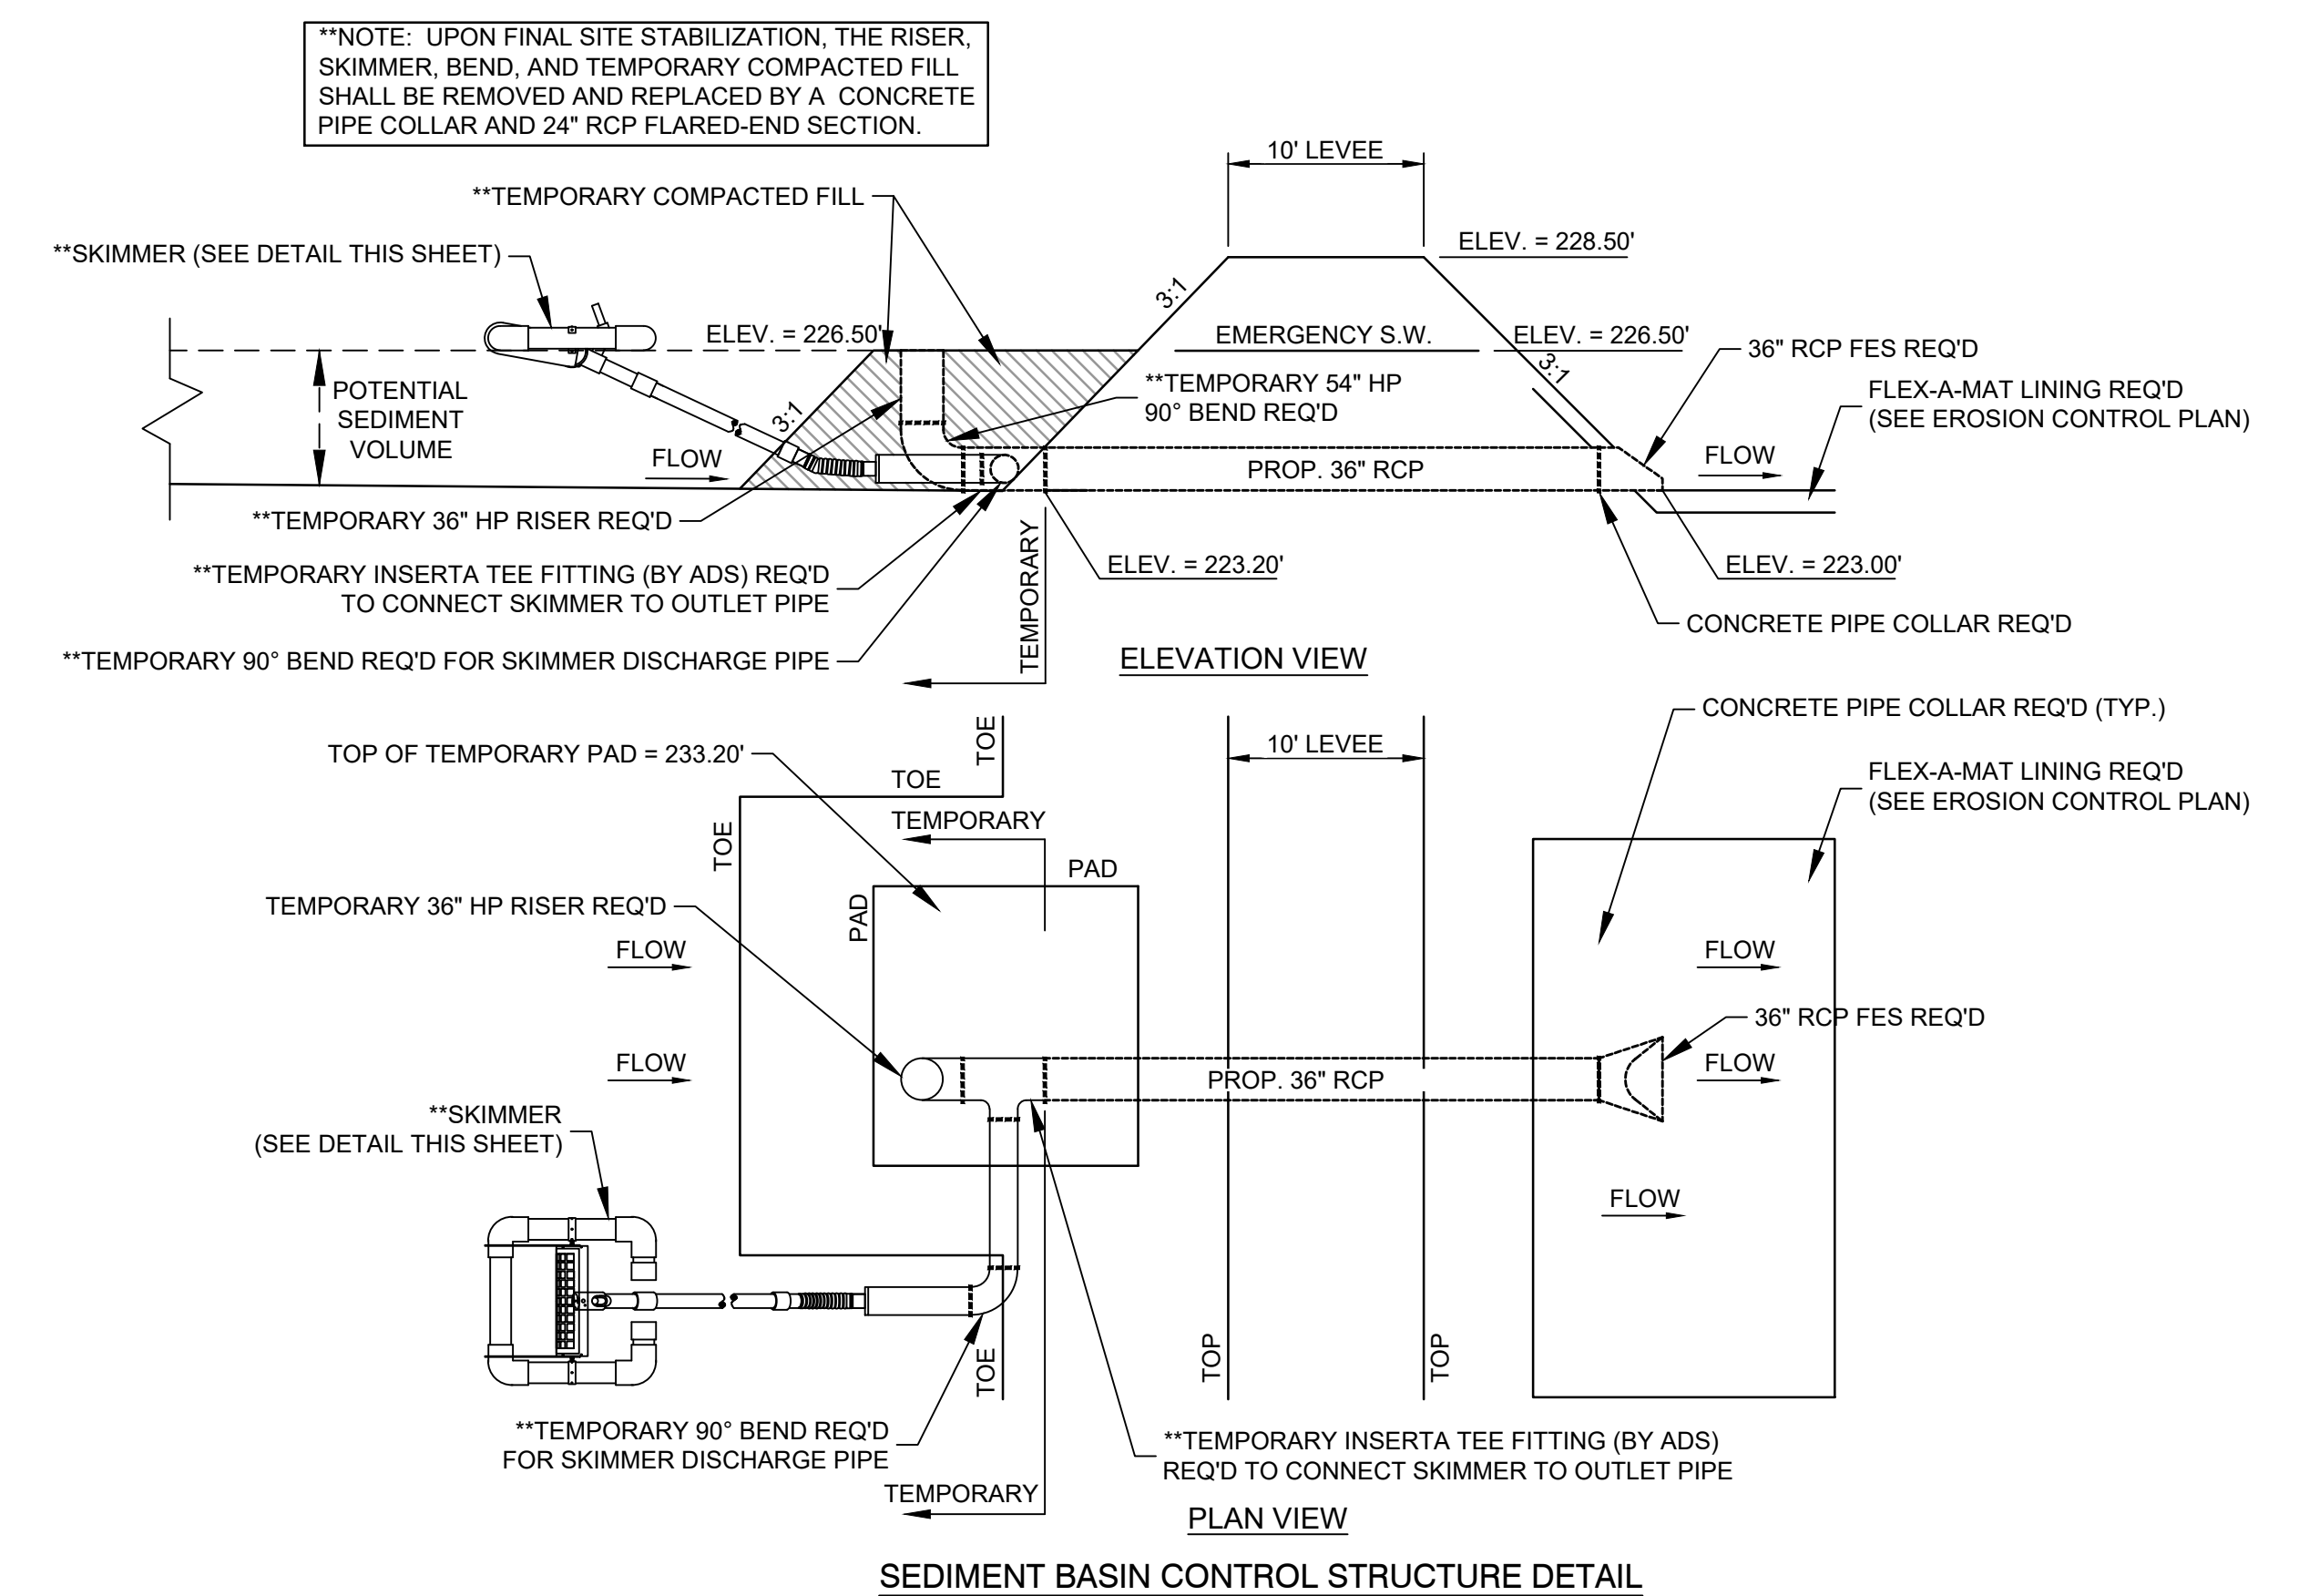 **NOTE: UPON FINAL SITE STABILIZATION, THE RISER,
SKIMMER, BEND, AND TEMPORARY COMPACTED FILL
SHALL BE REMOVED AND REPLACED BY A CONCRETE
PIPE COLLAR AND 24" RCP FLARED-END SECTION.
10' LEVEE
**TEMPORARY COMPACTED FILL
**SKIMMER (SEE DETAIL THIS SHEET)
ELEV. = 228.50'
3:1
ELEV. = 226.50'
EMERGENCY S.W.
ELEV. = 226.50'
36" RCP FES REQ'D
3:1
POTENTIAL
SEDIMENT
VOLUME
**TEMPORARY 54" HP
90° BEND REQ'D
FLEX-A-MAT LINING REQ'D
(SEE EROSION CONTROL PLAN)
3:1
FLOW
PROP. 36" RCP
FLOW
**TEMPORARY 36" HP RISER REQ'D
TEMPORARY
ELEV. = 223.20'
ELEV. = 223.00'
**TEMPORARY INSERTA TEE FITTING (BY ADS) REQ'D
TO CONNECT SKIMMER TO OUTLET PIPE
CONCRETE PIPE COLLAR REQ'D
**TEMPORARY 90° BEND REQ'D FOR SKIMMER DISCHARGE PIPE
ELEVATION VIEW
CONCRETE PIPE COLLAR REQ'D (TYP.)
TOE
10' LEVEE
TOP OF TEMPORARY PAD = 233.20'
TOE
FLEX-A-MAT LINING REQ'D
(SEE EROSION CONTROL PLAN)
TEMPORARY
TOE
PAD
PAD
TEMPORARY 36" HP RISER REQ'D
FLOW
FLOW
36" RCP FES REQ'D
FLOW
FLOW
PROP. 36" RCP
**SKIMMER
(SEE DETAIL THIS SHEET)
FLOW
TOE
TOP
TOP
**TEMPORARY 90° BEND REQ'D
FOR SKIMMER DISCHARGE PIPE
**TEMPORARY INSERTA TEE FITTING (BY ADS)
REQ'D TO CONNECT SKIMMER TO OUTLET PIPE
TEMPORARY
PLAN VIEW
SEDIMENT BASIN CONTROL STRUCTURE DETAIL